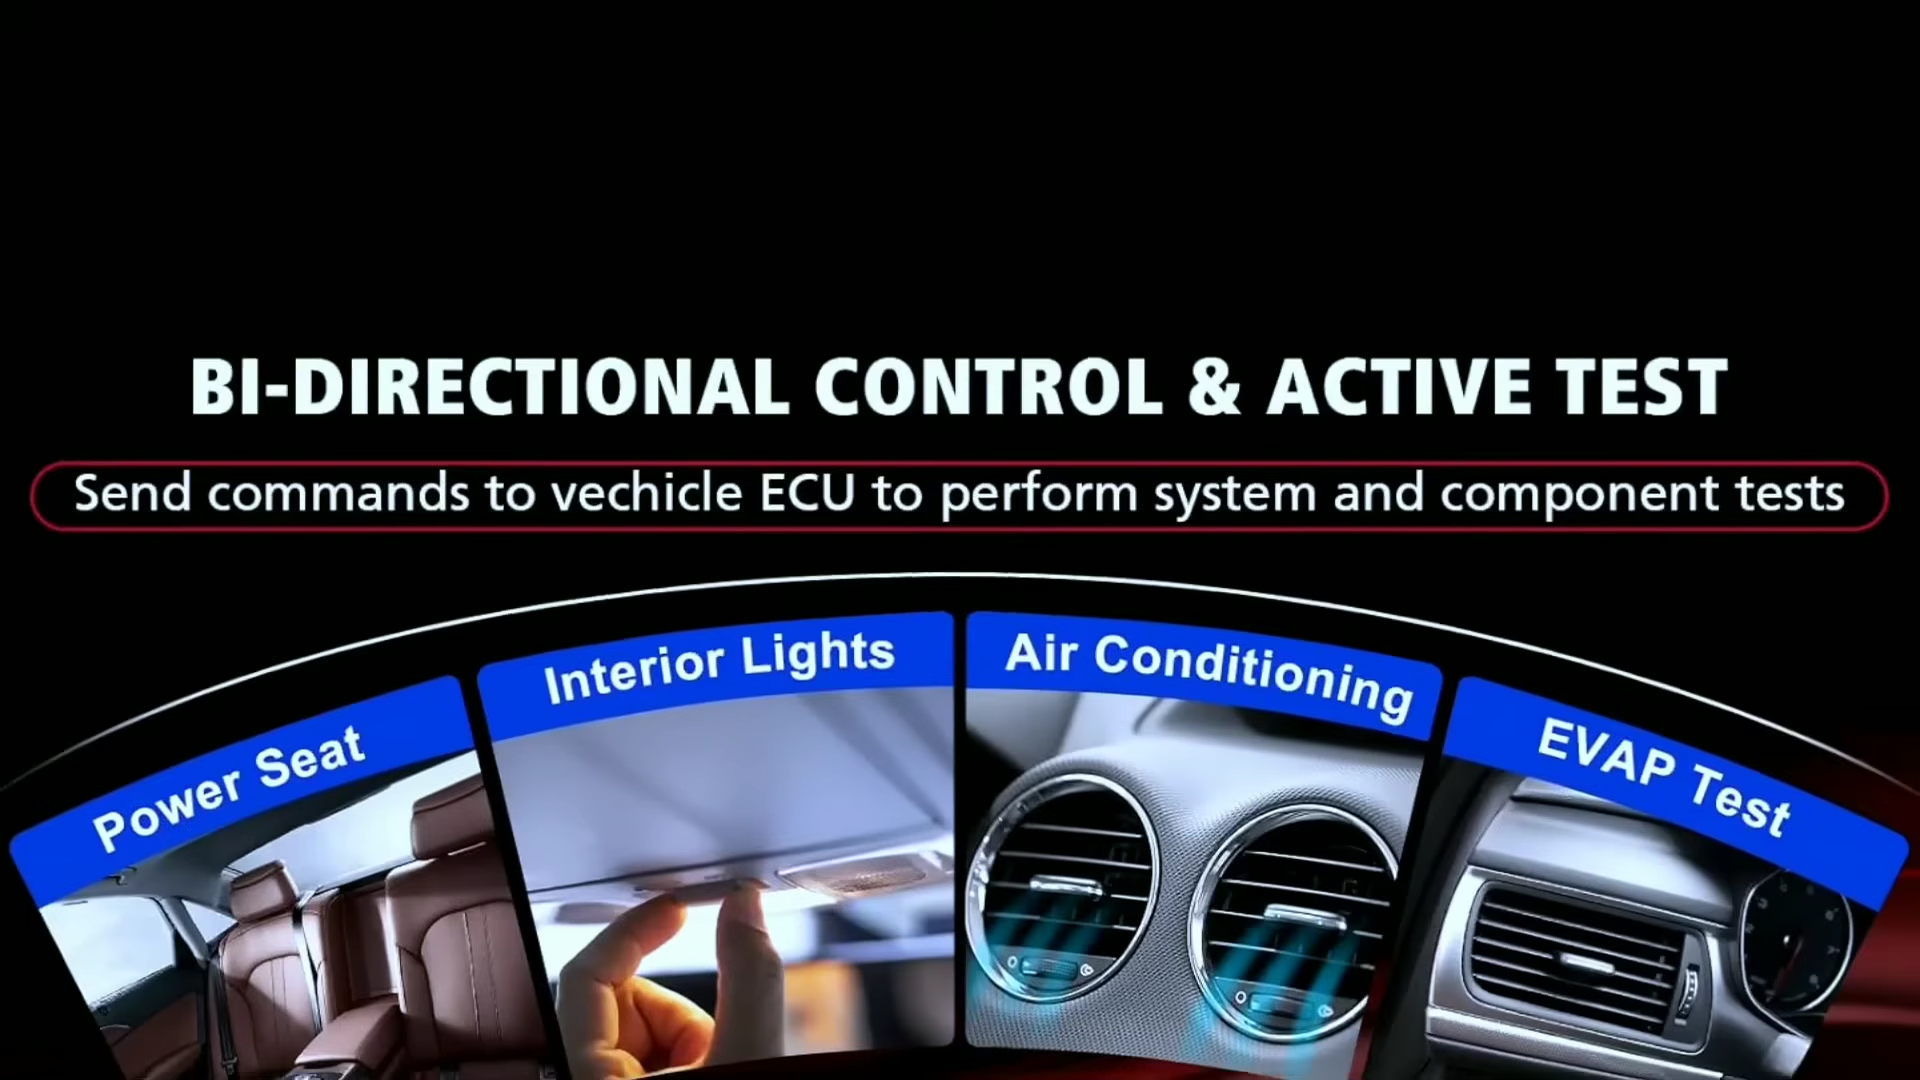 BI-DIRECTIONAL CONTROL & ACTIVE TEST
Send commands to vechicle ECU to perform system and component tests
Power Seat
Interior Lights
Air Conditioning
EVAP Test